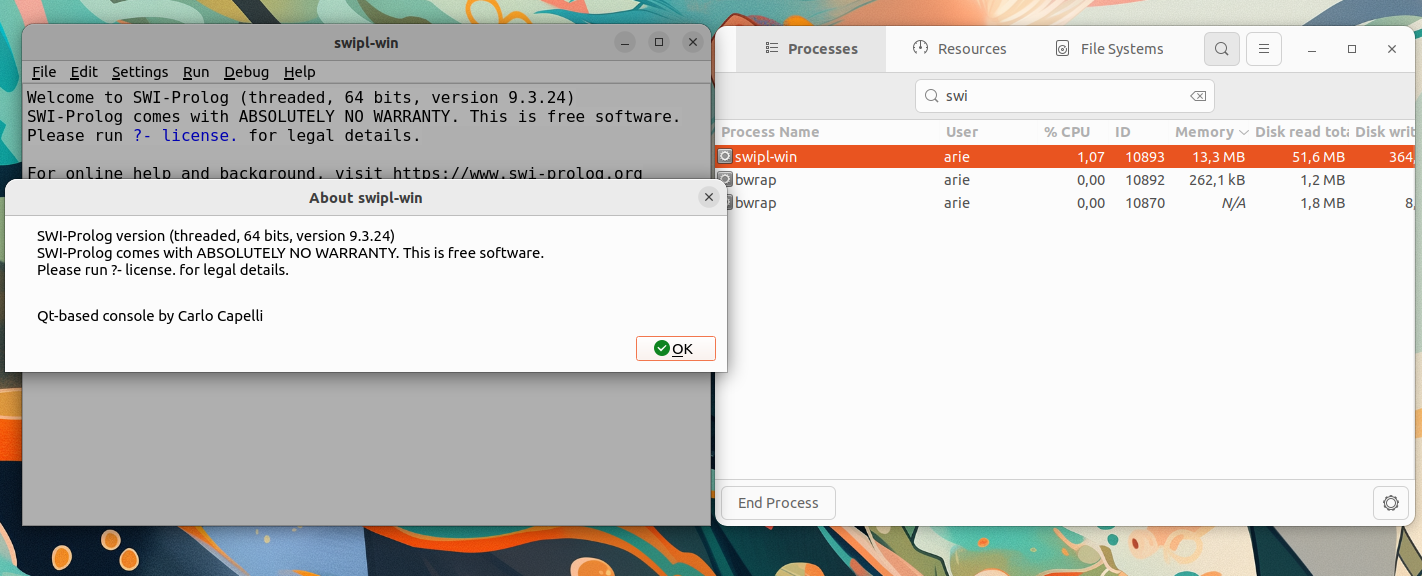 swipl-win
File Edit Settings Run Debug Help
Welcome to SWI-Prolog (threaded, 64 bits, version 9.3.24)
SWI-Prolog comes with ABSOLUTELY NO WARRANTY. This is free software.
Please run ?- license. for legal details.
For online help and background, visit https://www.swi-prolog.org
About swipl-win
SWI-Prolog version (threaded, 64 bits, version 9.3.24)
SWI-Prolog comes with ABSOLUTELY NO WARRANTY. This is free software.
Please run ?- license. for legal details.
Qt-based console by Carlo Capelli
OK
Processes Resources File Systems
swi
Process Name User % CPU ID Memory Disk read tota Disk writ
swipl-win arie 1,07 10893 13,3 MB 51,6 MB 364,
bwrap arie 0,00 10892 262,1 kB 1,2 MB
bwrap arie 0,00 10870 N/A 1,8 MB 8,
End Process